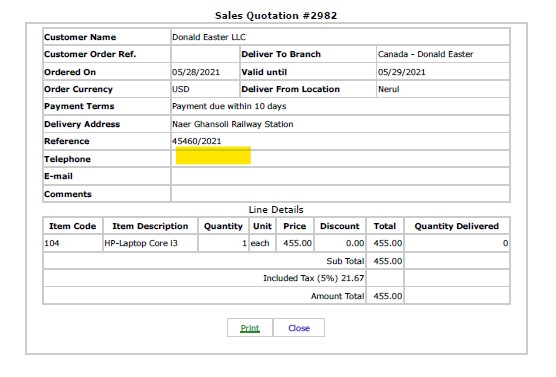 Sales Quotation #2982
Customer Name Donald Easter LLC
Customer Order Ref. Deliver To Branch Canada - Donald Easter
Ordered On 05/28/2021 Valid until 05/29/2021
Order Currency USD Deliver From Location Nerul
Payment Terms Payment due within 10 days
Delivery Address Naer Ghansoli Railway Station
Reference 45460/2021
Telephone
E-mail
Comments
Line Details
Item Code Item Description Quantity Unit Price Discount Total Quantity Delivered
104 HP-Laptop Core i3 1 each 455.00 0.00 455.00 0
Sub Total 455.00
Included Tax (5%) 21.67
Amount Total 455.00
Print Close